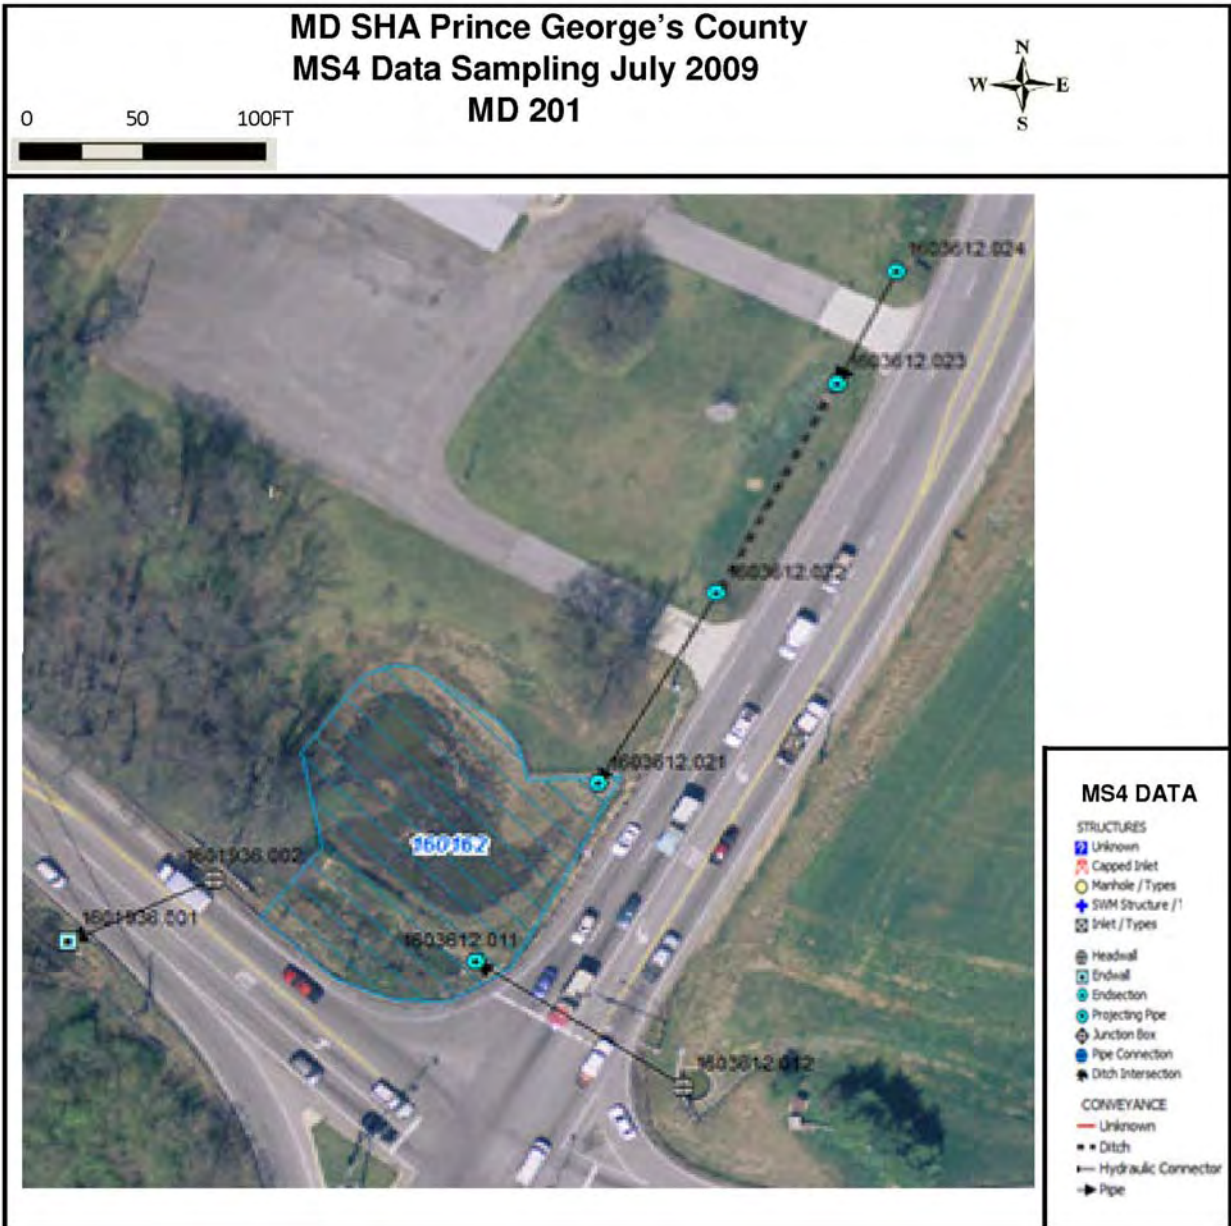 MD SHA Prince George's County
MS4 Data Sampling July 2009
MD 201
0 50 100FT
N
W E
S
1603612.024
1603612.023
1603612.022
1603612.021
160162
1601936.002
1601936.001
1603612.011
1603612.012
MS4 DATA
STRUCTURES
Unknown
Capped Inlet
Manhole / Types
SWM Structure /
Inlet / Types
Headwall
Endwall
Endsection
Projecting Pipe
Junction Box
Pipe Connection
Ditch Intersection
CONVEYANCE
Unknown
Ditch
Hydraulic Connector
Pipe